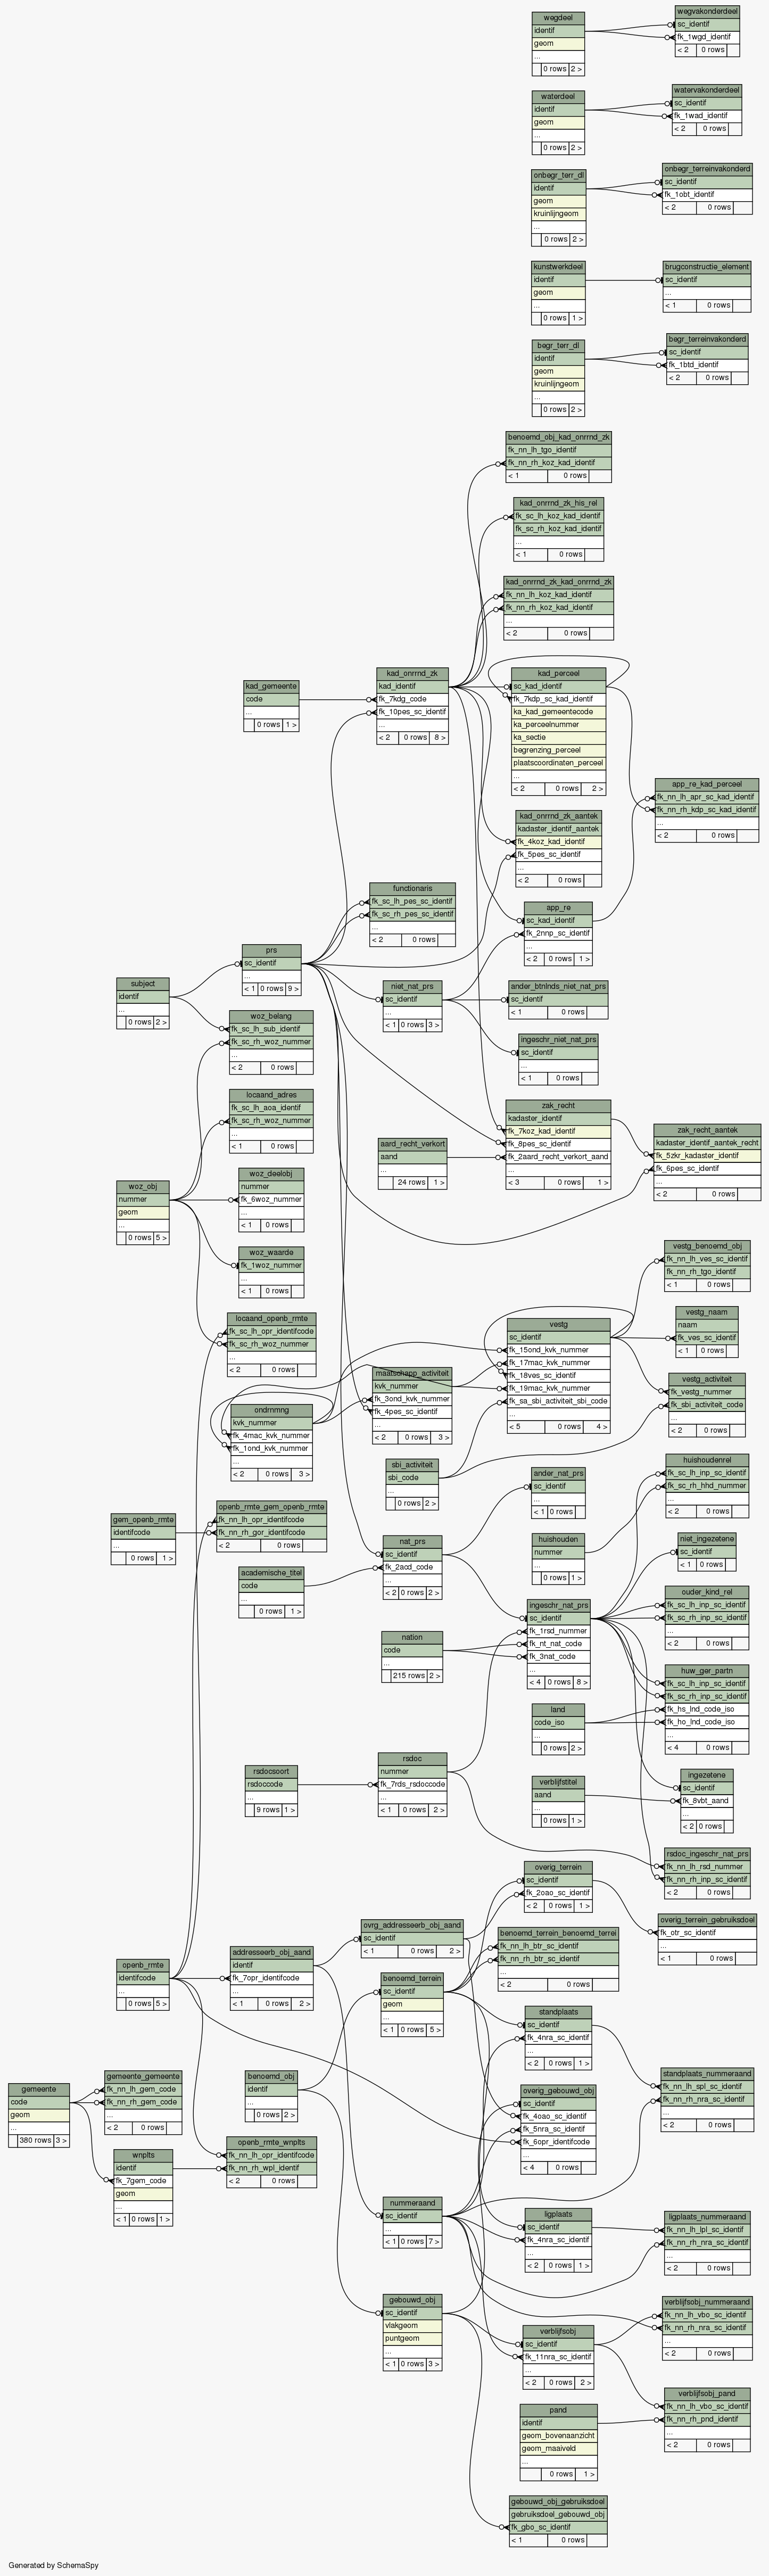 wegdeel
identif
geom
...
0 rows 2 >
wegvakonderdeel
sc_identif
fk_1wgd_identif
< 2 0 rows
waterdeel
identif
geom
...
0 rows 2 >
watervakonderdeel
sc_identif
fk_1wad_identif
< 2 0 rows
onbegr_terr_dl
identif
geom
kruinlijngeom
...
0 rows 2 >
onbegr_terreinvakonderd
sc_identif
fk_1obt_identif
< 2 0 rows
kunstwerkdeel
identif
geom
...
0 rows 1 >
brugconstructie_element
sc_identif
...
< 1 0 rows
begr_terr_dl
identif
geom
kruinlijngeom
...
0 rows 2 >
begr_terreinvakonderd
sc_identif
fk_1btd_identif
< 2 0 rows
benoemd_obj_kad_onrrnd_zk
fk_nn_lh_tgo_identif
fk_nn_rh_koz_kad_identif
< 1 0 rows
kad_onrrnd_zk_his_rel
fk_sc_lh_koz_kad_identif
fk_sc_rh_koz_kad_identif
...
< 1 0 rows
kad_onrrnd_zk_kad_onrrnd_zk
fk_nn_lh_koz_kad_identif
fk_nn_rh_koz_kad_identif
...
< 2 0 rows
kad_gemeente
code
...
0 rows 1 >
kad_onrrnd_zk
kad_identif
fk_7kdg_code
fk_10pes_sc_identif
...
< 2 0 rows 8 >
kad_perceel
sc_kad_identif
fk_7kdp_sc_kad_identif
ka_kad_gemeentecode
ka_perceelnummer
ka_sectie
begrenzing_perceel
plaatscoordinaten_perceel
...
< 2 0 rows 2 >
app_re_kad_perceel
fk_nn_lh_apr_sc_kad_identif
fk_nn_rh_kdp_sc_kad_identif
...
< 2 0 rows
kad_onrrnd_zk_aantek
kadaster_identif_aantek
fk_4koz_kad_identif
fk_5pes_sc_identif
...
< 2 0 rows
functionaris
fk_sc_lh_pes_sc_identif
fk_sc_rh_pes_sc_identif
...
< 2 0 rows
app_re
sc_kad_identif
fk_2nnp_sc_identif
...
< 2 0 rows 1 >
prs
sc_identif
...
< 1 0 rows 9 >
subject
identif
...
0 rows 2 >
niet_nat_prs
sc_identif
...
< 1 0 rows 3 >
ander_btnlnds_niet_nat_prs
sc_identif
< 1 0 rows
woz_belang
fk_sc_lh_sub_identif
fk_sc_rh_woz_nummer
...
< 2 0 rows
ingeschr_niet_nat_prs
sc_identif
...
< 1 0 rows
locaand_adres
fk_sc_lh_aoa_identif
fk_sc_rh_woz_nummer
...
< 1 0 rows
zak_recht
kadaster_identif
fk_7koz_kad_identif
fk_8pes_sc_identif
fk_2aard_recht_verkort_aand
...
< 3 0 rows 1 >
zak_recht_aantek
kadaster_identif_aantek_recht
fk_5zkr_kadaster_identif
fk_6pes_sc_identif
...
< 2 0 rows
aard_recht_verkort
aand
...
24 rows 1 >
woz_obj
nummer
geom
...
0 rows 5 >
woz_deelobj
nummer
fk_6woz_nummer
...
< 1 0 rows
woz_waarde
fk_1woz_nummer
...
< 1 0 rows
vestg_benoemd_obj
fk_nn_lh_ves_sc_identif
fk_nn_rh_tgo_identif
< 1 0 rows
locaand_openb_rmte
fk_sc_lh_opr_identifcode
fk_sc_rh_woz_nummer
...
< 2 0 rows
vestg
sc_identif
fk_15ond_kvk_nummer
fk_17mac_kvk_nummer
fk_18ves_sc_identif
fk_19mac_kvk_nummer
fk_sa_sbi_activiteit_sbi_code
...
< 5 0 rows 4 >
vestg_naam
naam
fk_ves_sc_identif
< 1 0 rows
maatschapp_activiteit
kvk_nummer
fk_3ond_kvk_nummer
fk_4pes_sc_identif
...
< 2 0 rows 3 >
vestg_activiteit
fk_vestg_nummer
fk_sbi_activiteit_code
...
< 2 0 rows
ondrnmng
kvk_nummer
fk_4mac_kvk_nummer
fk_1ond_kvk_nummer
...
< 2 0 rows 3 >
sbi_activiteit
sbi_code
...
0 rows 2 >
huishoudenrel
fk_sc_lh_inp_sc_identif
fk_sc_rh_hhd_nummer
...
< 2 0 rows
ander_nat_prs
sc_identif
...
< 1 0 rows
openb_rmte_gem_openb_rmte
fk_nn_lh_opr_identifcode
fk_nn_rh_gor_identifcode
< 2 0 rows
gem_openb_rmte
identifcode
...
0 rows 1 >
nat_prs
sc_identif
fk_2acd_code
...
< 2 0 rows 2 >
huishouden
nummer
...
0 rows 1 >
niet_ingezetene
sc_identif
< 1 0 rows
academische_titel
code
...
0 rows 1 >
ouder_kind_rel
fk_sc_lh_inp_sc_identif
fk_sc_rh_inp_sc_identif
...
< 2 0 rows
ingeschr_nat_prs
sc_identif
fk_1rsd_nummer
fk_nt_nat_code
fk_3nat_code
...
< 4 0 rows 8 >
nation
code
...
215 rows 2 >
huw_ger_partn
fk_sc_lh_inp_sc_identif
fk_sc_rh_inp_sc_identif
fk_hs_lnd_code_iso
fk_ho_lnd_code_iso
...
< 4 0 rows
land
code_iso
...
0 rows 2 >
rsdoc
nummer
fk_7rds_rsdoccode
...
< 1 0 rows 2 >
rsdocsoort
rsdoccode
...
9 rows 1 >
verblijfstitel
aand
...
0 rows 1 >
ingezetene
sc_identif
fk_8vbt_aand
...
< 2 0 rows
rsdoc_ingeschr_nat_prs
fk_nn_lh_rsd_nummer
fk_nn_rh_inp_sc_identif
< 2 0 rows
overig_terrein
sc_identif
fk_2oao_sc_identif
< 2 0 rows 1 >
overig_terrein_gebruiksdoel
fk_otr_sc_identif
...
< 1 0 rows
ovrg_addresseerb_obj_aand
sc_identif
< 1 0 rows 2 >
benoemd_terrein_benoemd_terrei
fk_nn_lh_btr_sc_identif
fk_nn_rh_btr_sc_identif
...
< 2 0 rows
openb_rmte
identifcode
...
0 rows 5 >
addresseerb_obj_aand
identif
fk_7opr_identifcode
...
< 1 0 rows 2 >
benoemd_terrein
sc_identif
geom
...
< 1 0 rows 5 >
standplaats
sc_identif
fk_4nra_sc_identif
...
< 2 0 rows 1 >
standplaats_nummeraand
fk_nn_lh_spl_sc_identif
fk_nn_rh_nra_sc_identif
...
< 2 0 rows
gemeente
code
geom
...
380 rows 3 >
gemeente_gemeente
fk_nn_lh_gem_code
fk_nn_rh_gem_code
...
< 2 0 rows
benoemd_obj
identif
...
0 rows 2 >
overig_gebouwd_obj
sc_identif
fk_4oao_sc_identif
fk_5nra_sc_identif
fk_6opr_identifcode
...
< 4 0 rows
wnplts
identif
fk_7gem_code
geom
...
< 1 0 rows 1 >
openb_rmte_wnplts
fk_nn_lh_opr_identifcode
fk_nn_rh_wpl_identif
< 2 0 rows
nummeraand
sc_identif
...
< 1 0 rows 7 >
ligplaats
sc_identif
fk_4nra_sc_identif
...
< 2 0 rows 1 >
ligplaats_nummeraand
fk_nn_lh_lpl_sc_identif
fk_nn_rh_nra_sc_identif
...
< 2 0 rows
gebouwd_obj
sc_identif
vlakgeom
puntgeom
...
< 1 0 rows 3 >
verblijfsobj_nummeraand
fk_nn_lh_vbo_sc_identif
fk_nn_rh_nra_sc_identif
...
< 2 0 rows
verblijfsobj
sc_identif
fk_11nra_sc_identif
...
< 2 0 rows 2 >
verblijfsobj_pand
fk_nn_lh_vbo_sc_identif
fk_nn_rh_pnd_identif
...
< 2 0 rows
pand
identif
geom_bovenaanzicht
geom_maaiveld
...
0 rows 1 >
gebouwd_obj_gebruiksdoel
gebruiksdoel_gebouwd_obj
fk_gbo_sc_identif
< 1 0 rows
Generated by SchemaSpy